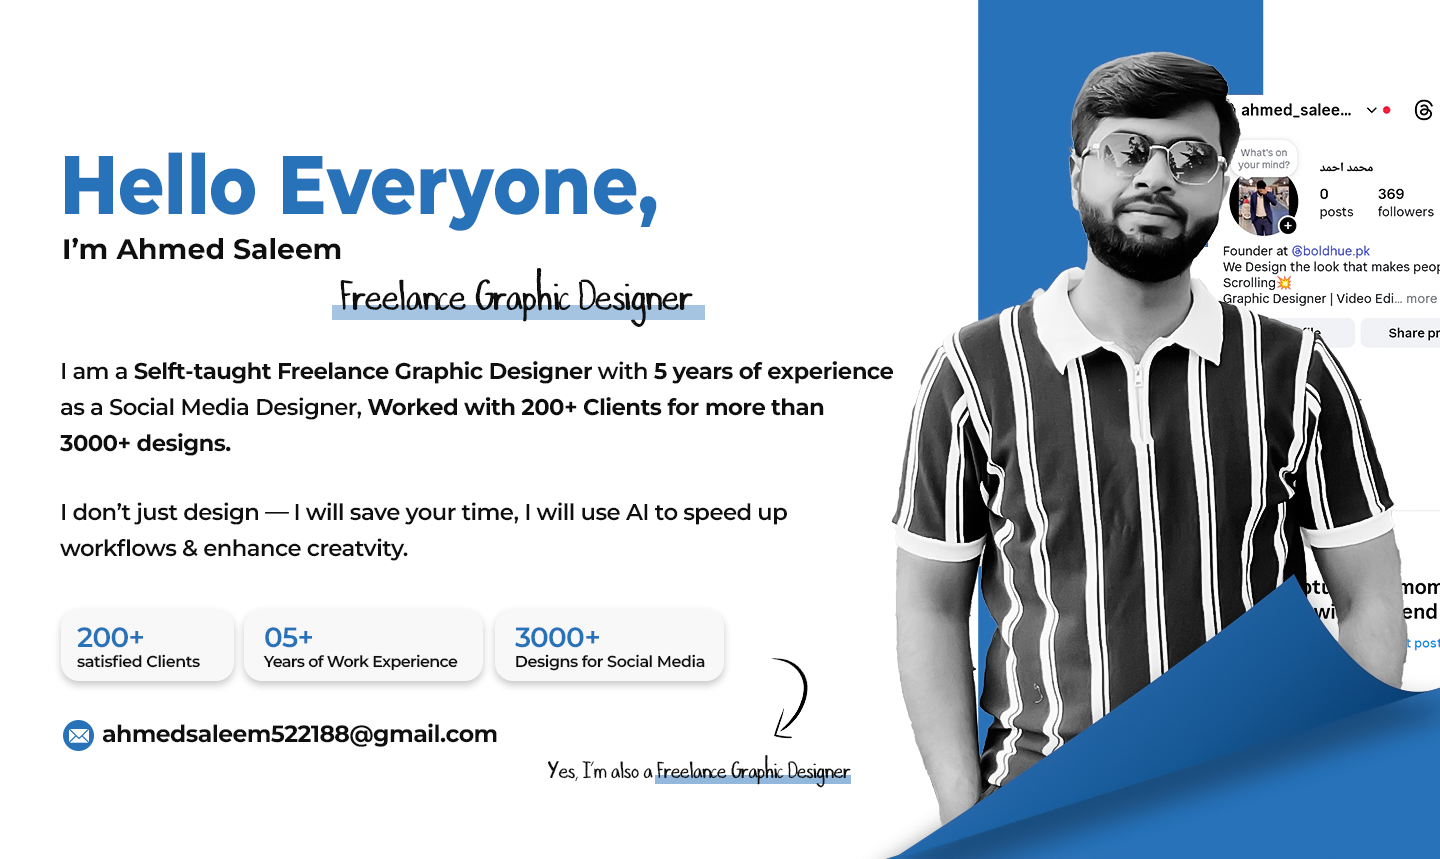 Hello Everyone,
I’m Ahmed Saleem
Freelance Graphic Designer
I am a Selft-taught Freelance Graphic Designer with 5 years of experience
as a Social Media Designer, Worked with 200+ Clients for more than
3000+ designs.
I don’t just design — I will save your time, I will use AI to speed up
workflows & enhance creatvity.
200+
satisfied Clients
05+
Years of Work Experience
3000+
Designs for Social Media
ahmedsaleem522188@gmail.com
Yes, I’m also a Freelance Graphic Designer
ahmed_salee...
What's on
your mind?
محمد احمد
0
posts
369
followers
Founder at @boldhue.pk
We Design the look that makes peop
Scrolling💥
Graphic Designer | Video Edi... more
Share pr